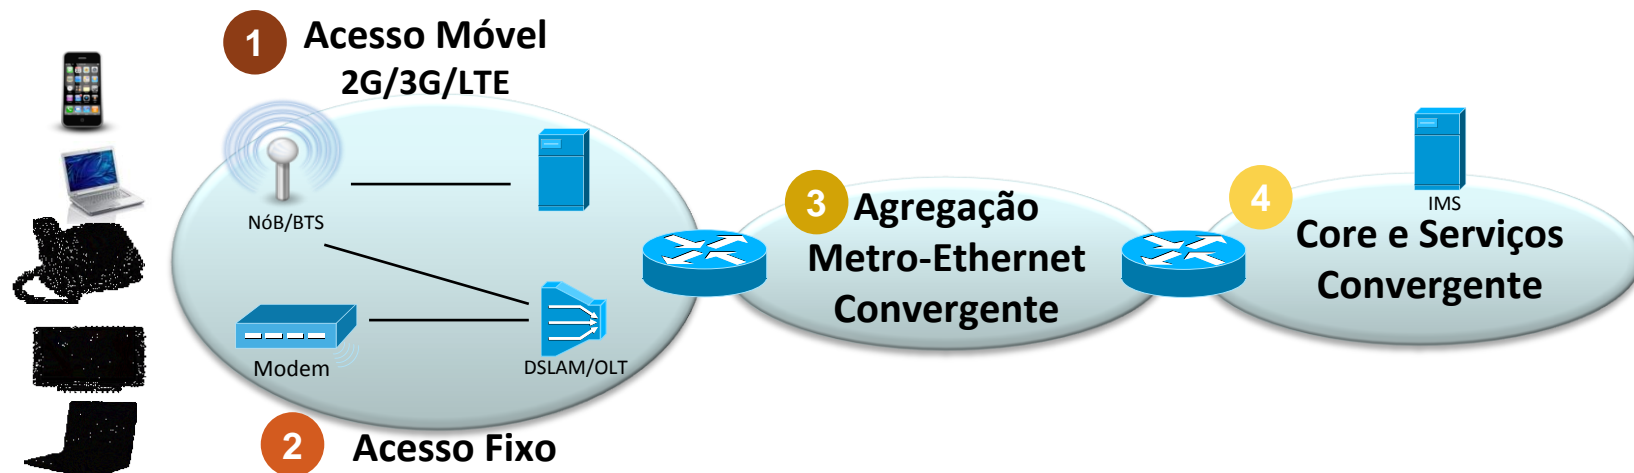 1
Acesso Móvel
2G/3G/LTE
NóB/BTS
Modem
DSLAM/OLT
2
Acesso Fixo
3
Agregação
Metro-Ethernet
Convergente
4
IMS
Core e Serviços
Convergente